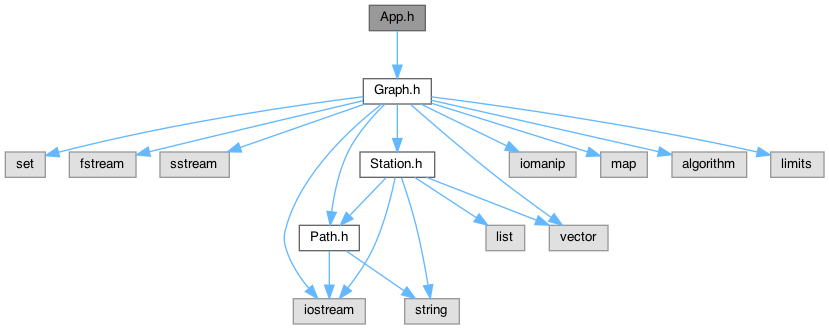 App.h
Graph.h
set
fstream
sstream
Station.h
iomanip
map
algorithm
limits
Path.h
list
vector
iostream
string